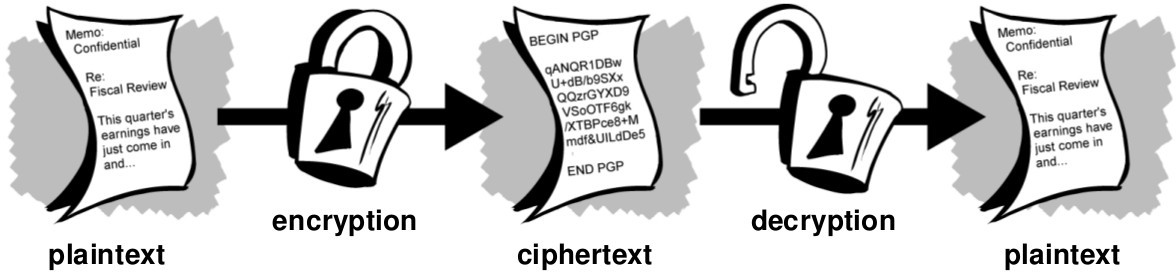 Memo:
Confidential
Re:
Fiscal Review
This quarter's
earnings have
just come in
and...
plaintext
encryption
BEGIN PGP
qANQR1DBw
U+dB/b9SXx
QQzrGYXD9
VSoOTF6gk
/XTBPce8+M
mdf&UILdDe5
END PGP
ciphertext
decryption
Memo:
Confidential
Re:
Fiscal Review
This quarter's
earnings have
just come in
and...
plaintext